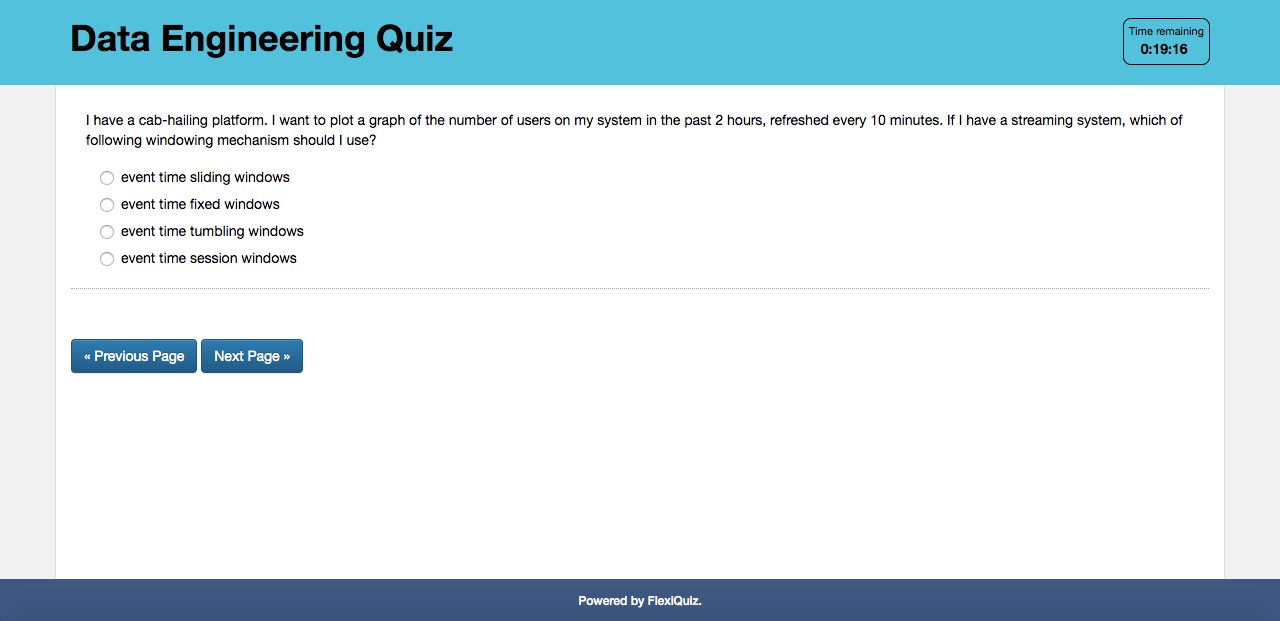 Data Engineering Quiz
Time remaining
0:19:16
I have a cab-hailing platform. I want to plot a graph of the number of users on my system in the past 2 hours, refreshed every 10 minutes. If I have a streaming system, which of
following windowing mechanism should I use?
event time sliding windows
event time fixed windows
event time tumbling windows
event time session windows
« Previous Page
Next Page »
Powered by FlexiQuiz.